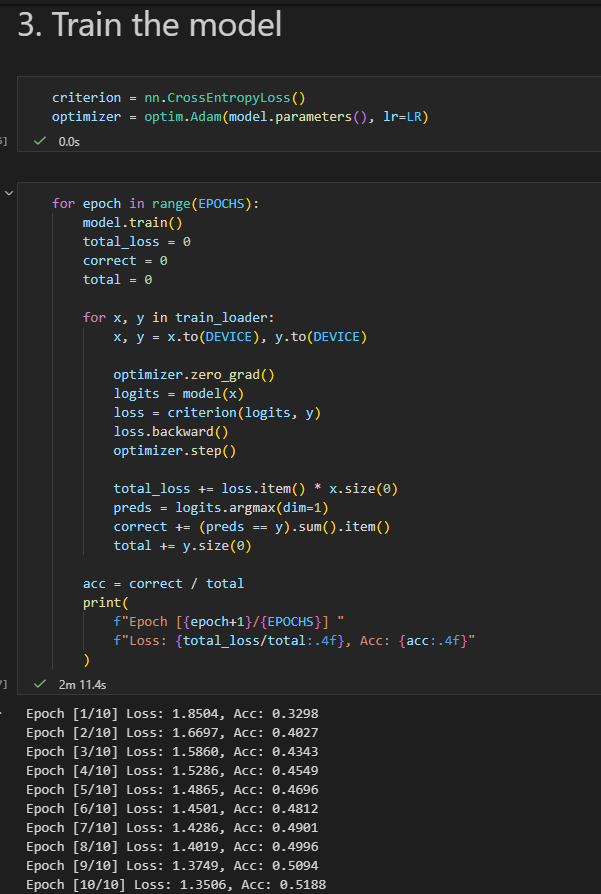 3. Train the model
criterion = nn.CrossEntropyLoss()
optimizer = optim.Adam(model.parameters(), lr=LR)
0.0s
for epoch in range(EPOCHS):
    model.train()
    total_loss = 0
    correct = 0
    total = 0

    for x, y in train_loader:
        x, y = x.to(DEVICE), y.to(DEVICE)

        optimizer.zero_grad()
        logits = model(x)
        loss = criterion(logits, y)
        loss.backward()
        optimizer.step()

        total_loss += loss.item() * x.size(0)
        preds = logits.argmax(dim=1)
        correct += (preds == y).sum().item()
        total += y.size(0)

    acc = correct / total
    print(
        f"Epoch [{epoch+1}/{EPOCHS}] "
        f"Loss: {total_loss/total:.4f}, Acc: {acc:.4f}"
    )
2m 11.4s
Epoch [1/10] Loss: 1.8504, Acc: 0.3298
Epoch [2/10] Loss: 1.6697, Acc: 0.4027
Epoch [3/10] Loss: 1.5860, Acc: 0.4343
Epoch [4/10] Loss: 1.5286, Acc: 0.4549
Epoch [5/10] Loss: 1.4865, Acc: 0.4696
Epoch [6/10] Loss: 1.4501, Acc: 0.4812
Epoch [7/10] Loss: 1.4286, Acc: 0.4901
Epoch [8/10] Loss: 1.4019, Acc: 0.4996
Epoch [9/10] Loss: 1.3749, Acc: 0.5094
Epoch [10/10] Loss: 1.3506, Acc: 0.5188